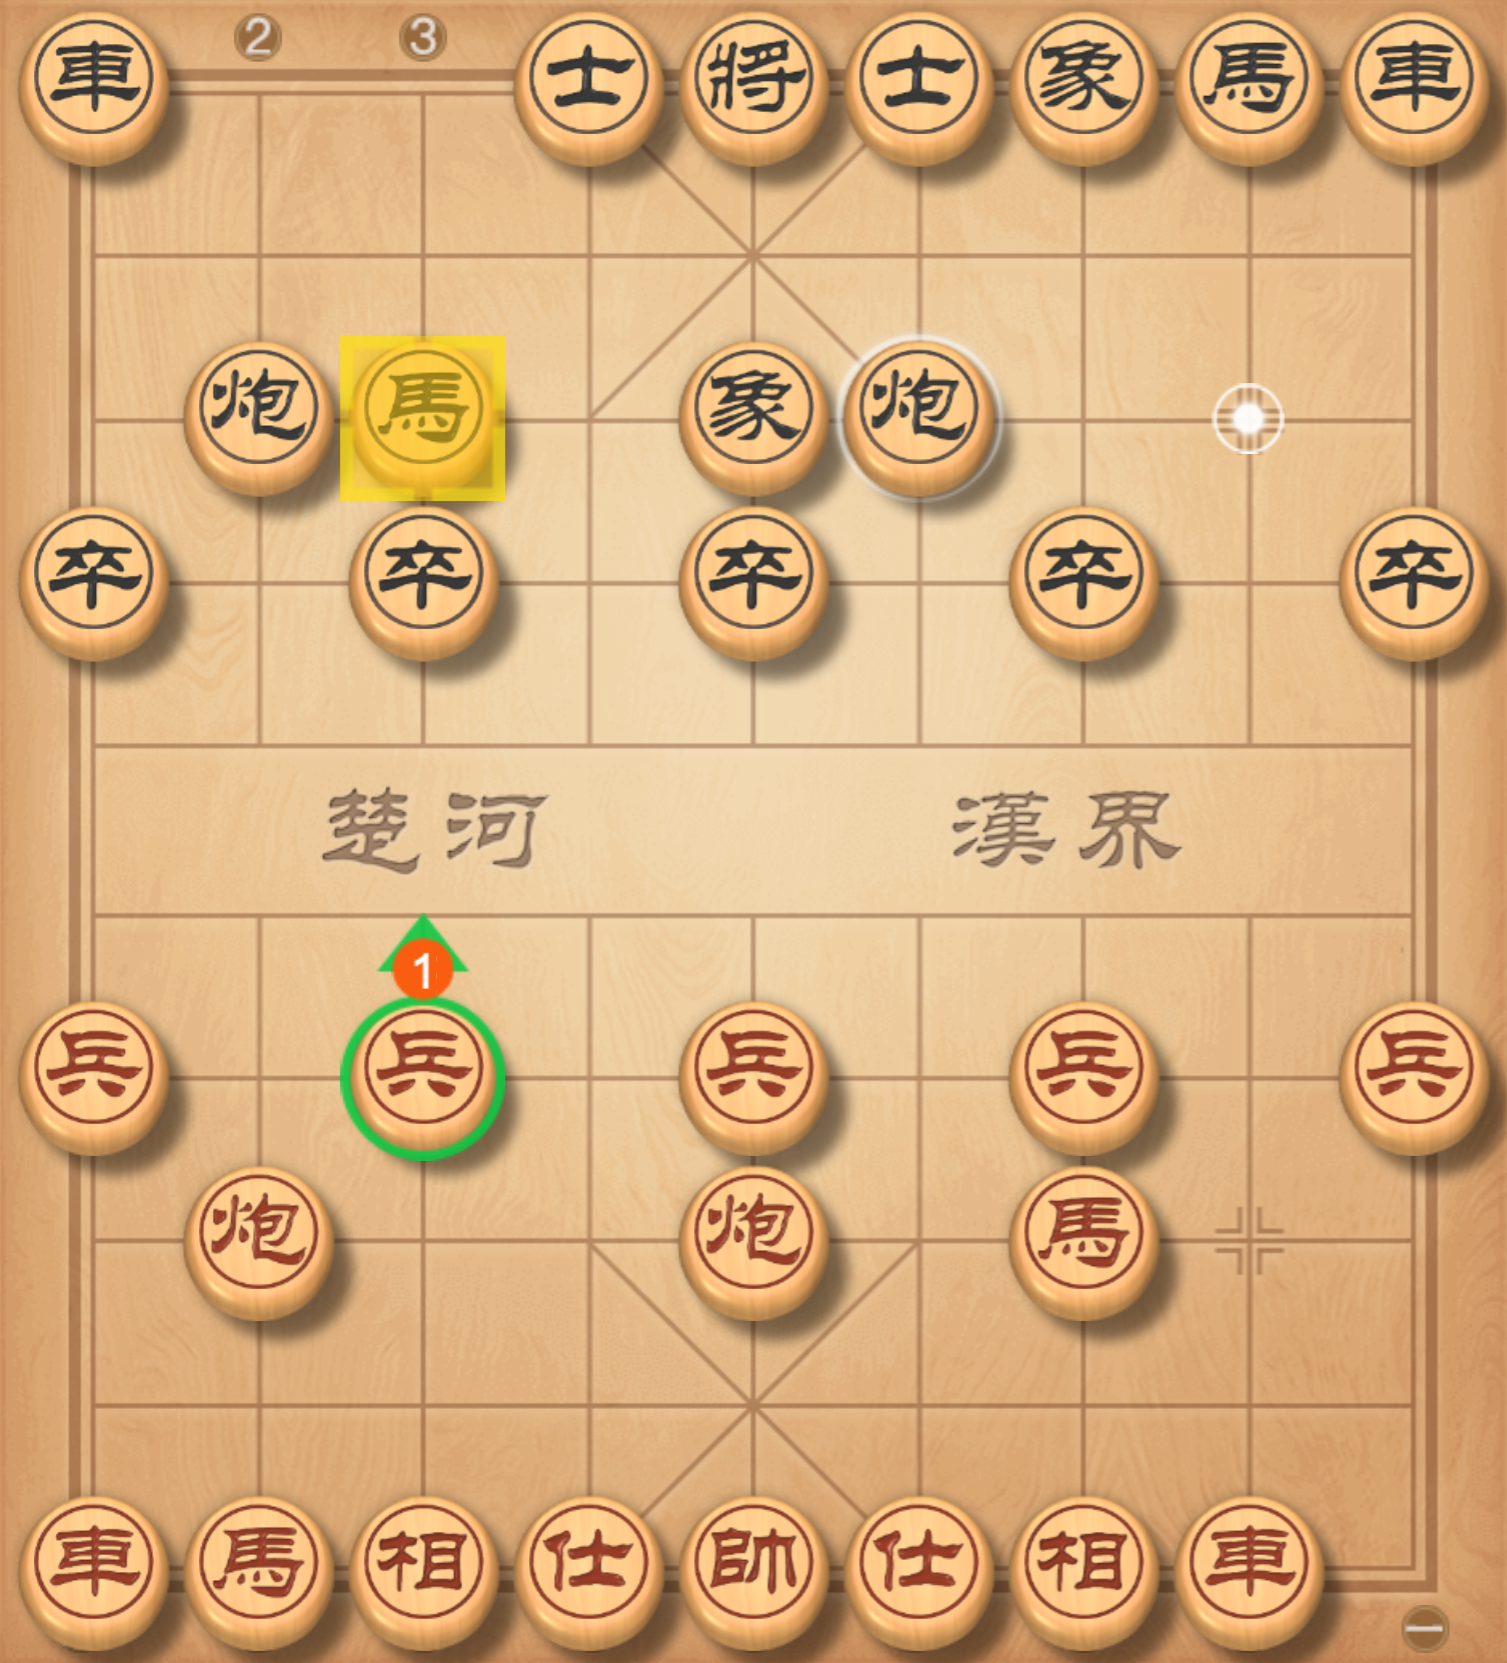 2 3
車 士 將 士 象 馬 車
炮 馬 象 炮
卒 卒 卒 卒 卒
楚河 漢界
1
兵 兵 兵 兵 兵
炮 炮 馬
車 馬 相 仕 帥 仕 相 車
一